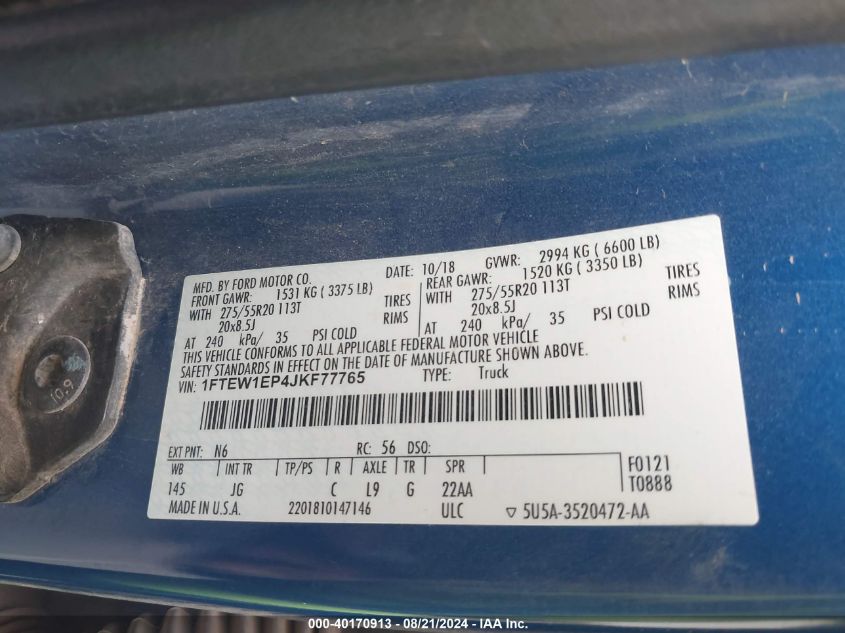 MFD. BY FORD MOTOR CO. DATE: 10/18 GVWR: 2994 KG ( 6600 LB)
FRONT GAWR: 1531 KG ( 3375 LB) REAR GAWR: 1520 KG ( 3350 LB)
WITH 275/55R20 113T TIRES WITH 275/55R20 113T TIRES
20x8.5J RIMS 20x8.5J RIMS
AT 240 kPa/ 35 PSI COLD AT 240 kPa/ 35 PSI COLD
THIS VEHICLE CONFORMS TO ALL APPLICABLE FEDERAL MOTOR VEHICLE
SAFETY STANDARDS IN EFFECT ON THE DATE OF MANUFACTURE SHOWN ABOVE.
VIN: 1FTEW1EP4JKF77765 TYPE: Truck
EXT PNT: N6 RC: 56 DSO:
WB INT TR TP/PS R AXLE TR SPR F0121
145 JG C L9 G 22AA T0888
MADE IN U.S.A. 2201810147146 ULC ▽ 5U5A-3520472-AA
10.9
000-40170913 - 08/21/2024 - IAA Inc.